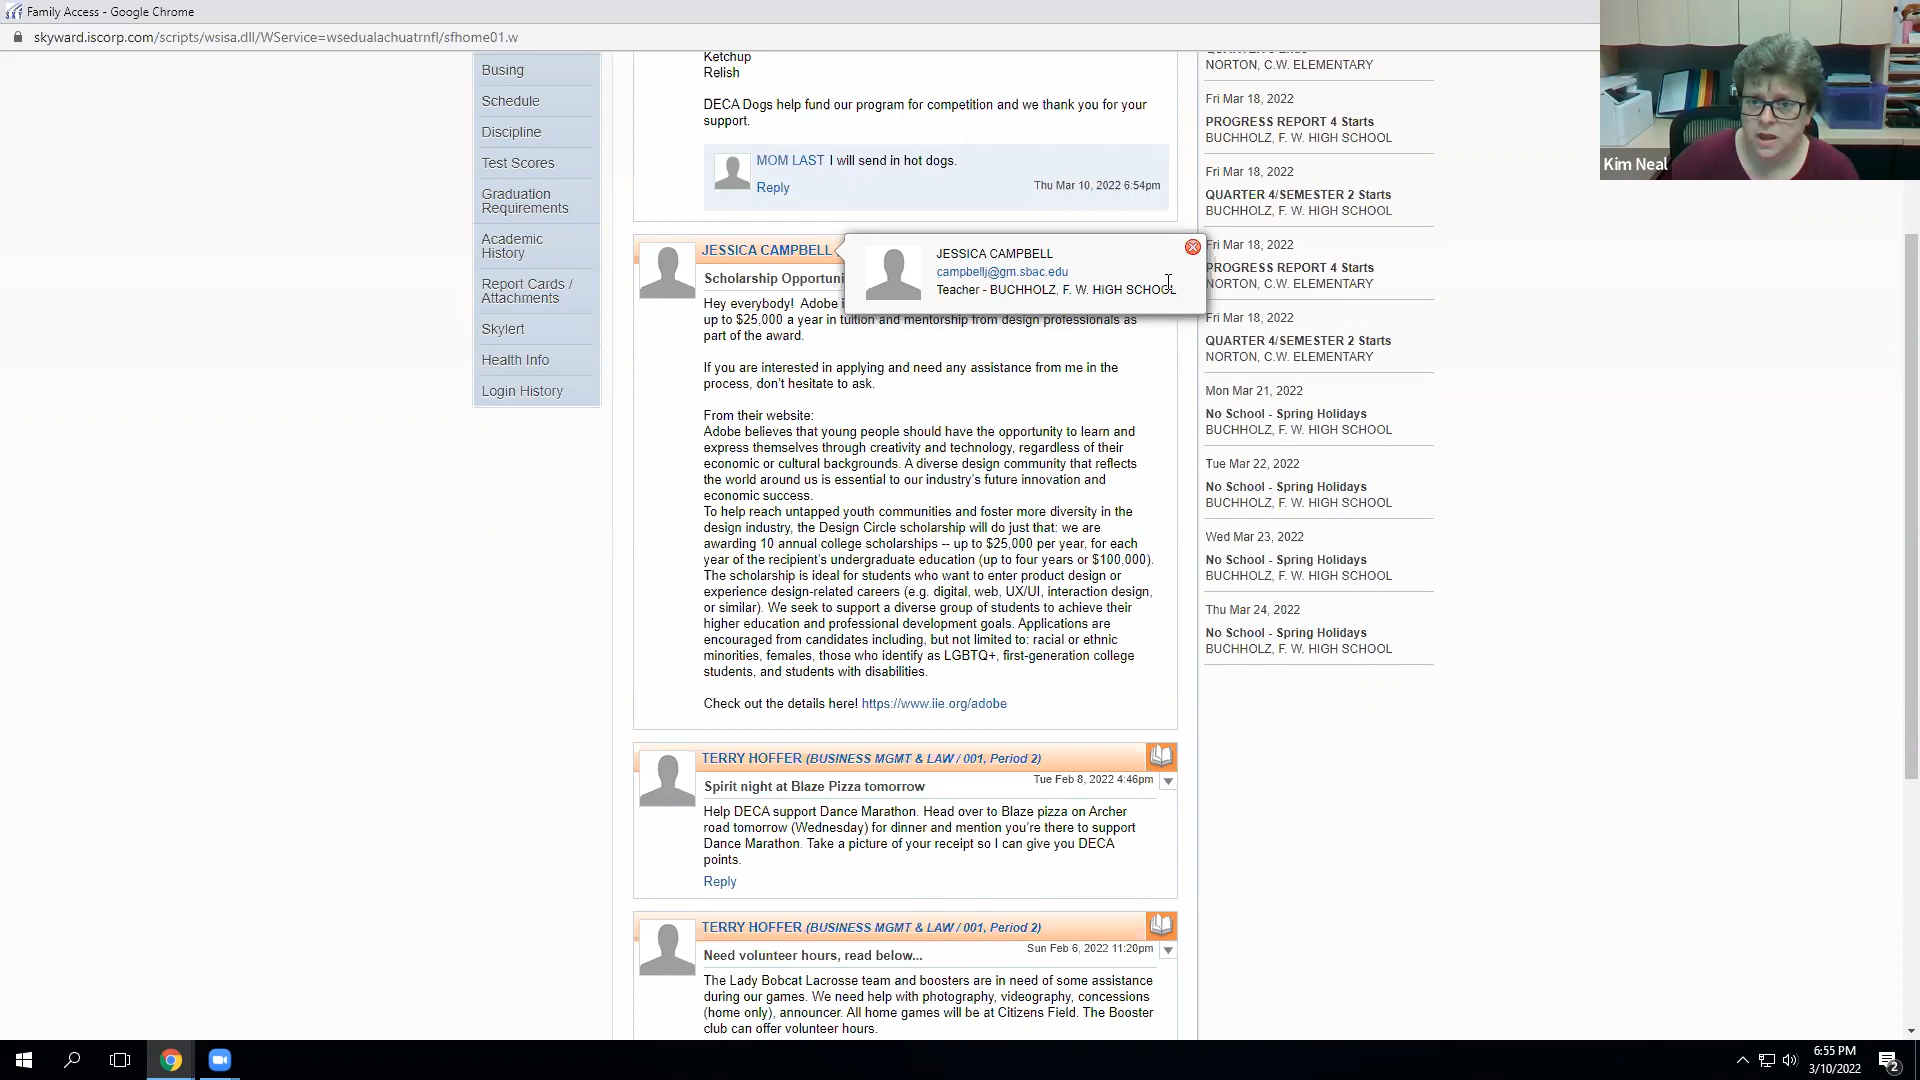 Family Access - Google Chrome
skyward.iscorp.com/scripts/wsisa.dll/WService=wsedualachuatrnfl/sfhome01.w
Busing
Schedule
Discipline
Test Scores
Graduation
Requirements
Academic
History
Report Cards /
Attachments
Skylert
Health Info
Login History
Ketchup
Relish
DECA Dogs help fund our program for competition and we thank you for your
support.
MOM LAST I will send in hot dogs.
Reply
Thu Mar 10, 2022 6:54pm
JESSICA CAMPBELL
Scholarship Opportuni
JESSICA CAMPBELL
campbellj@gm.sbac.edu
Teacher - BUCHHOLZ, F. W. HIGH SCHOOL
Hey everybody! Adobe i
up to $25,000 a year in tuition and mentorship from design professionals as
part of the award.
If you are interested in applying and need any assistance from me in the
process, don't hesitate to ask.
From their website:
Adobe believes that young people should have the opportunity to learn and
express themselves through creativity and technology, regardless of their
economic or cultural backgrounds. A diverse design community that reflects
the world around us is essential to our industry's future innovation and
economic success.
To help reach untapped youth communities and foster more diversity in the
design industry, the Design Circle scholarship will do just that: we are
awarding 10 annual college scholarships -- up to $25,000 per year, for each
year of the recipient's undergraduate education (up to four years or $100,000).
The scholarship is ideal for students who want to enter product design or
experience design-related careers (e.g. digital, web, UX/UI, interaction design,
or similar). We seek to support a diverse group of students to achieve their
higher education and professional development goals. Applications are
encouraged from candidates including, but not limited to: racial or ethnic
minorities, females, those who identify as LGBTQ+, first-generation college
students, and students with disabilities.
Check out the details here! https://www.iie.org/adobe
TERRY HOFFER (BUSINESS MGMT & LAW / 001, Period 2)
Spirit night at Blaze Pizza tomorrow
Tue Feb 8, 2022 4:46pm
Help DECA support Dance Marathon. Head over to Blaze pizza on Archer
road tomorrow (Wednesday) for dinner and mention you're there to support
Dance Marathon. Take a picture of your receipt so I can give you DECA
points.
Reply
TERRY HOFFER (BUSINESS MGMT & LAW / 001, Period 2)
Need volunteer hours, read below...
Sun Feb 6, 2022 11:20pm
The Lady Bobcat Lacrosse team and boosters are in need of some assistance
during our games. We need help with photography, videography, concessions
(home only), announcer. All home games will be at Citizens Field. The Booster
club can offer volunteer hours.
NORTON, C.W. ELEMENTARY
Fri Mar 18, 2022
PROGRESS REPORT 4 Starts
BUCHHOLZ, F. W. HIGH SCHOOL
Fri Mar 18, 2022
QUARTER 4/SEMESTER 2 Starts
BUCHHOLZ, F. W. HIGH SCHOOL
Fri Mar 18, 2022
PROGRESS REPORT 4 Starts
NORTON, C.W. ELEMENTARY
Fri Mar 18, 2022
QUARTER 4/SEMESTER 2 Starts
NORTON, C.W. ELEMENTARY
Mon Mar 21, 2022
No School - Spring Holidays
BUCHHOLZ, F. W. HIGH SCHOOL
Tue Mar 22, 2022
No School - Spring Holidays
BUCHHOLZ, F. W. HIGH SCHOOL
Wed Mar 23, 2022
No School - Spring Holidays
BUCHHOLZ, F. W. HIGH SCHOOL
Thu Mar 24, 2022
No School - Spring Holidays
BUCHHOLZ, F. W. HIGH SCHOOL
Kim Neal
6:55 PM
3/10/2022
2